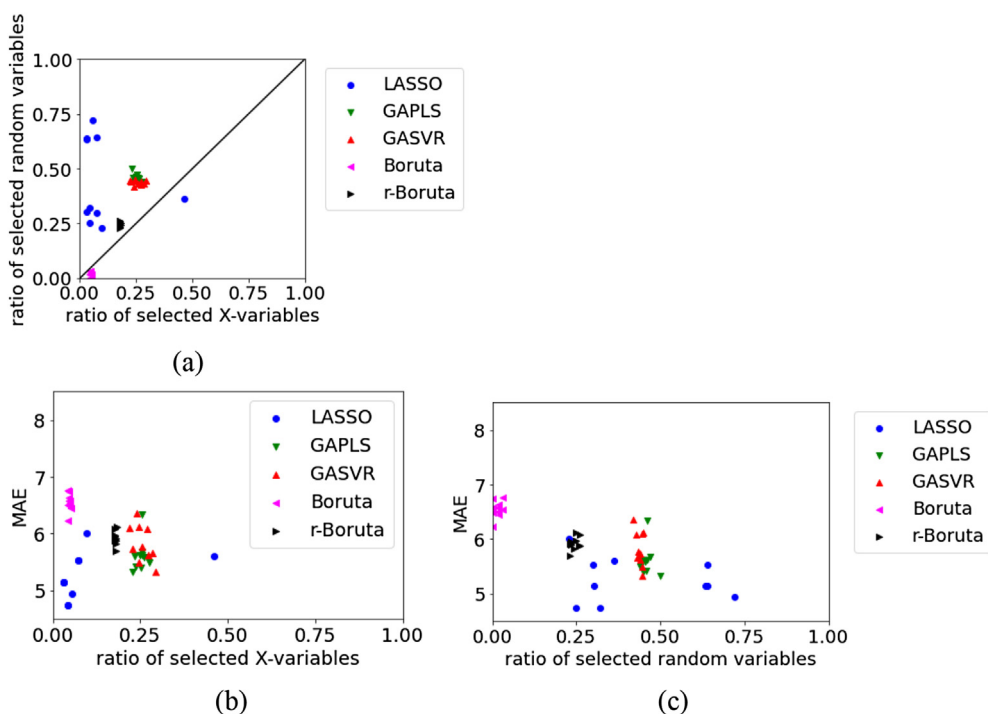 ratio of selected random variables
1.00
0.75
0.50
0.25
0.00
0.00 0.25 0.50 0.75 1.00
ratio of selected X-variables
LASSO
GAPLS
GASVR
Boruta
r-Boruta
(a)
MAE
8
7
6
5
0.00 0.25 0.50 0.75 1.00
ratio of selected X-variables
LASSO
GAPLS
GASVR
Boruta
r-Boruta
(b)
MAE
8
7
6
5
0.00 0.25 0.50 0.75 1.00
ratio of selected random variables
LASSO
GAPLS
GASVR
Boruta
r-Boruta
(c)